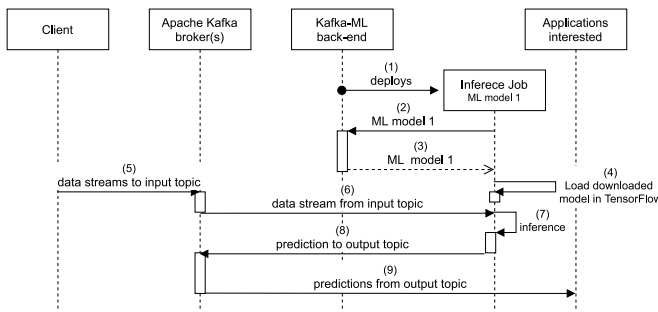 Client
Apache Kafka
broker(s)
Kafka-ML
back-end
Applications
interested
(1)
deploys
Inferece Job
ML model 1
(2)
ML model 1
(3)
ML model 1
(4)
Load downloaded
model in TensorFlow
(5)
data streams to input topic
(6)
data stream from input topic
(7)
inference
(8)
prediction to output topic
(9)
predictions from output topic